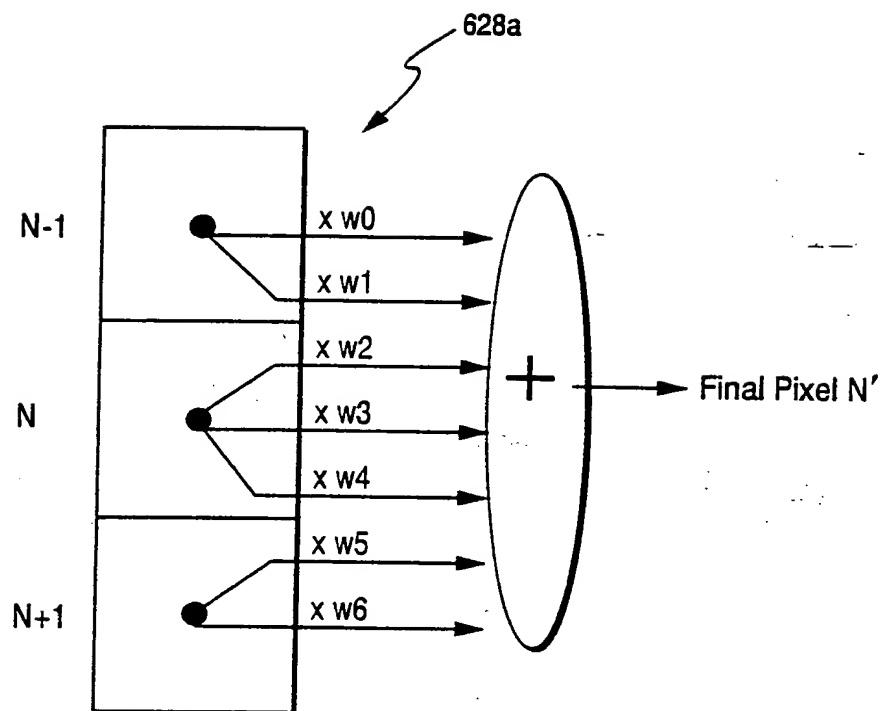 628a
N-1
x w0
x w1
x w2
N
x w3
x w4
x w5
N+1
x w6
+
Final Pixel N'